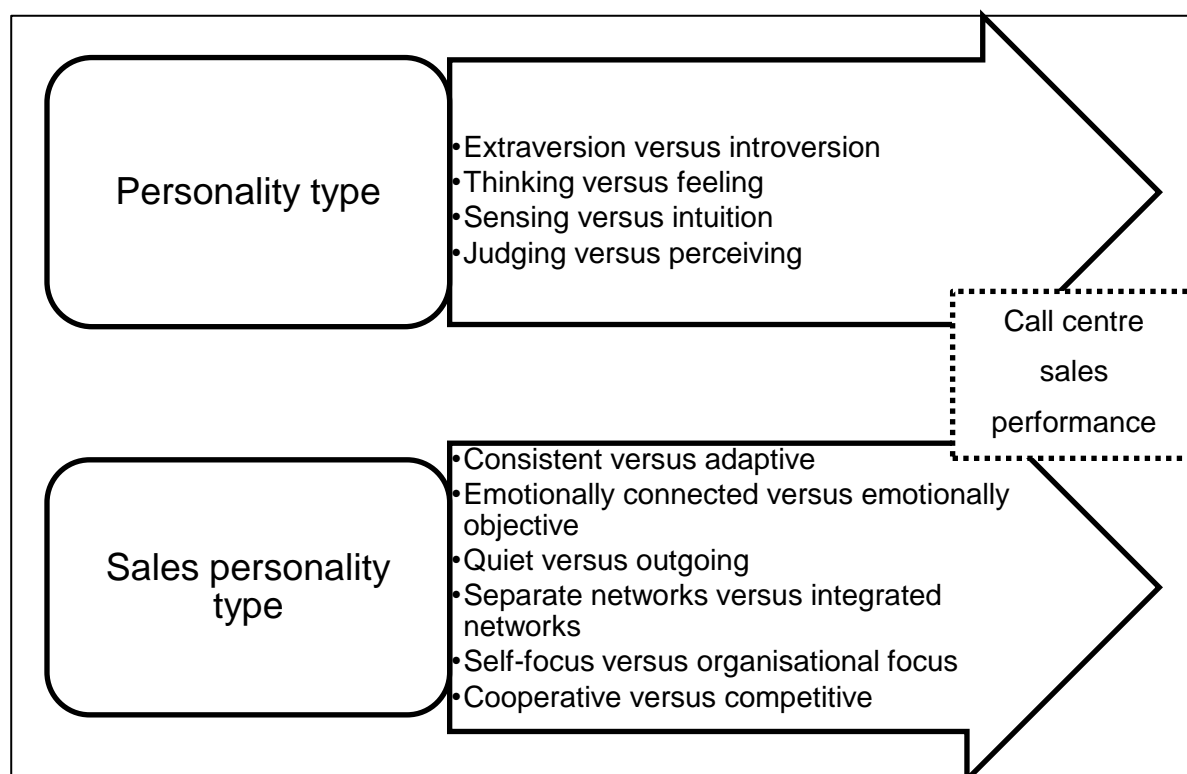 Personality type
•Extraversion versus introversion
•Thinking versus feeling
•Sensing versus intuition
•Judging versus perceiving
Call centre
sales
performance
Sales personality
type
•Consistent versus adaptive
•Emotionally connected versus emotionally
objective
•Quiet versus outgoing
•Separate networks versus integrated
networks
•Self-focus versus organisational focus
•Cooperative versus competitive